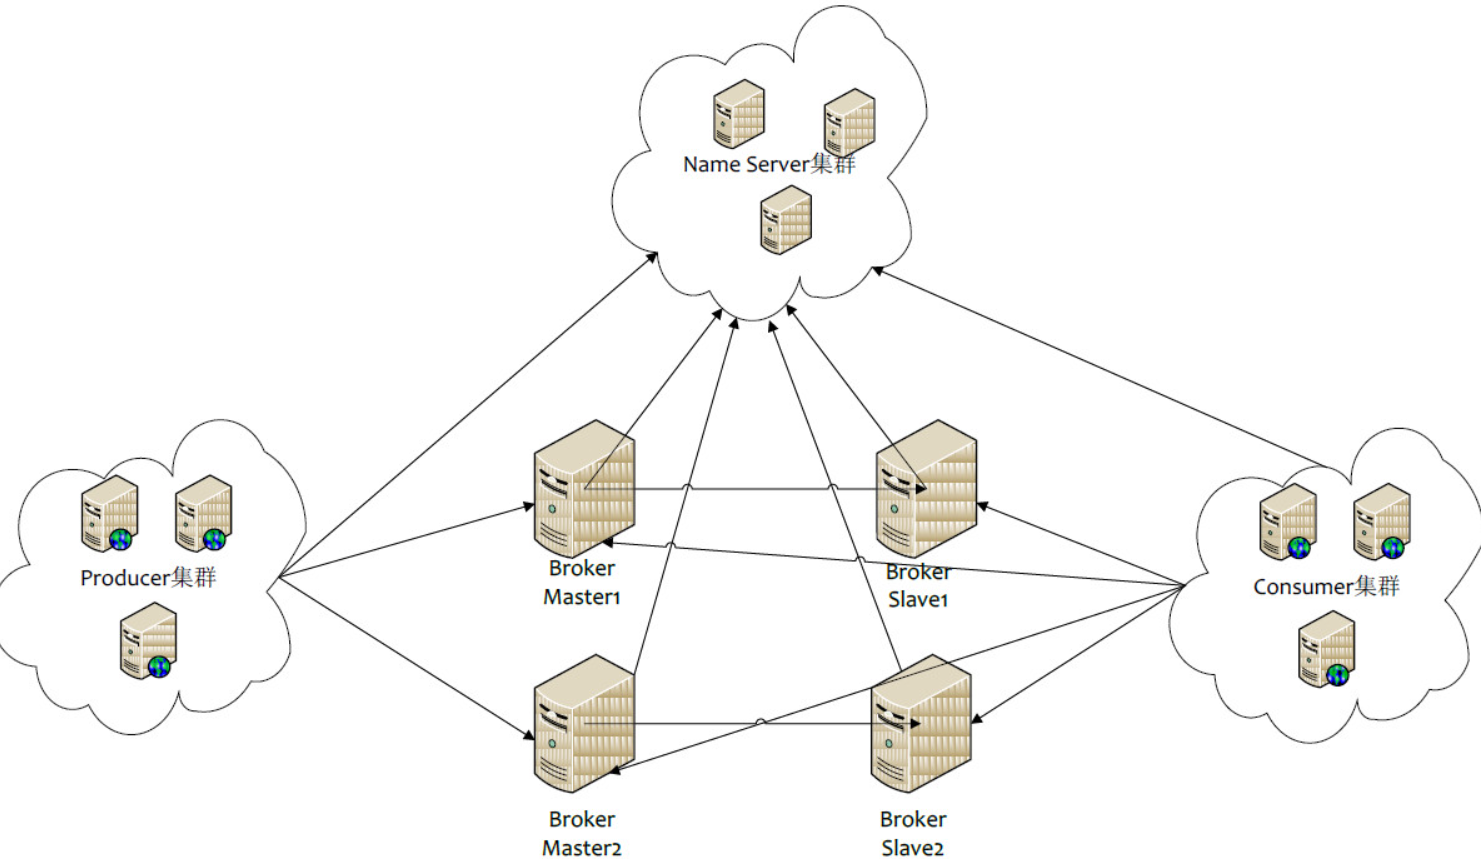 Name Server集群
Producer集群
Broker
Master1
Broker
Slave1
Consumer集群
Broker
Master2
Broker
Slave2